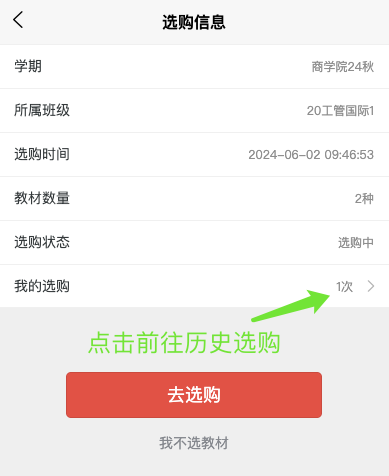 选购信息
学期 商学院24秋
所属班级 20工管国际1
选购时间 2024-06-02 09:46:53
教材数量 2种
选购状态 选购中
我的选购 1次
点击前往历史选购
去选购
我不选教材